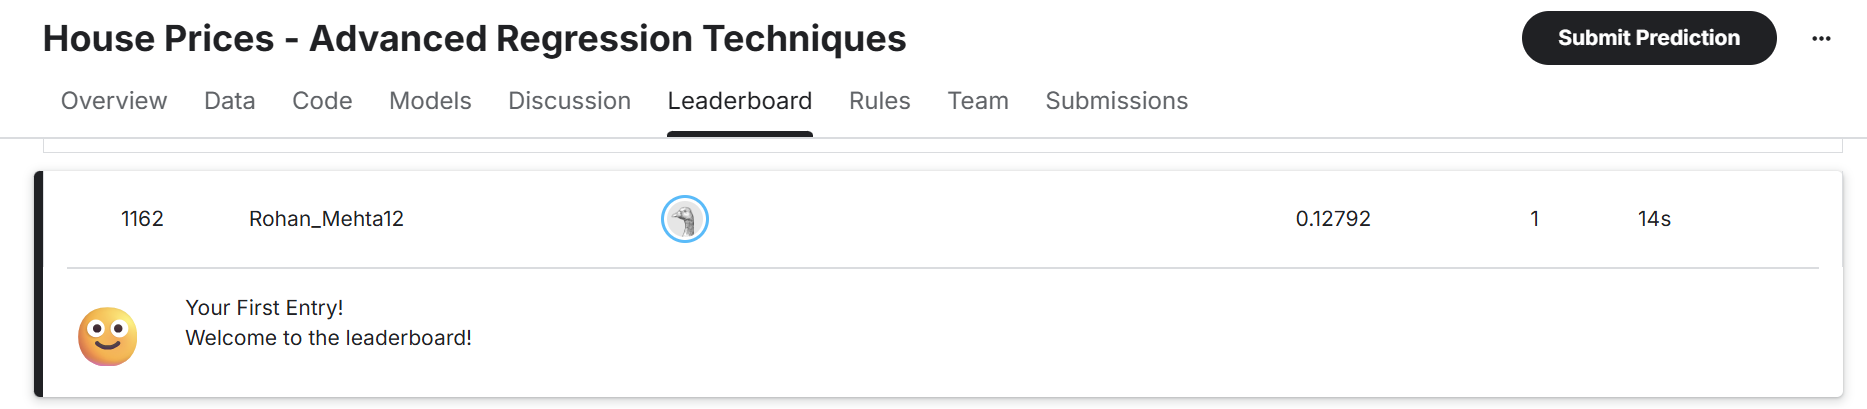 House Prices - Advanced Regression Techniques
Submit Prediction
Overview Data Code Models Discussion Leaderboard Rules Team Submissions
1162 Rohan_Mehta12 0.12792 1 14s
Your First Entry!
Welcome to the leaderboard!